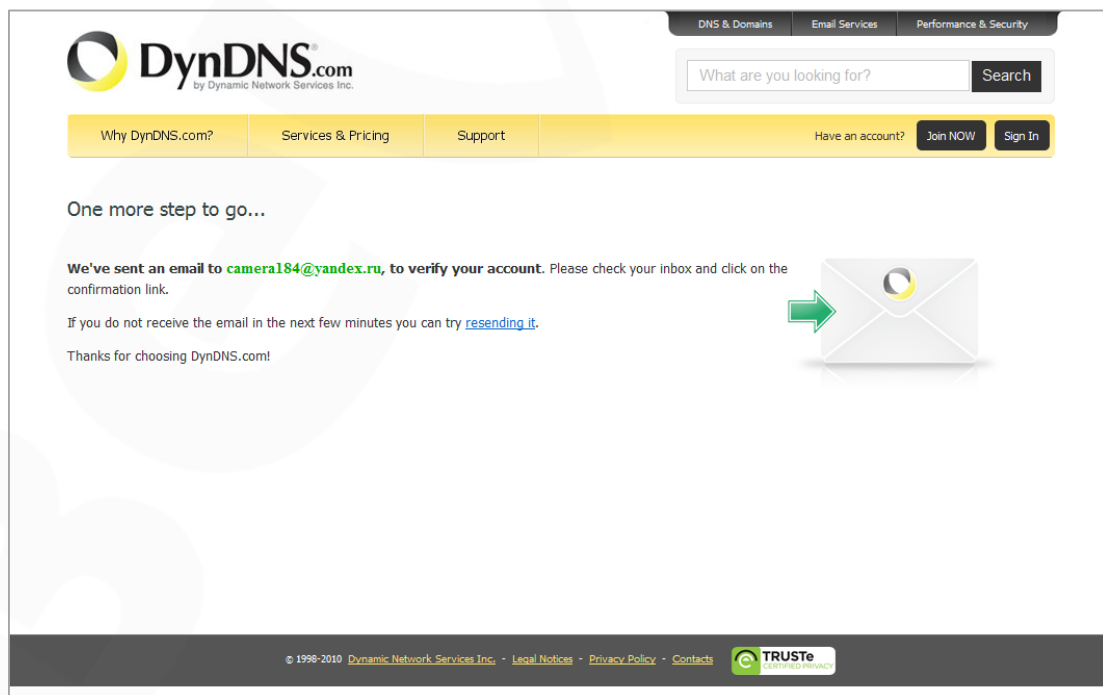 DNS & Domains Email Services Performance & Security
DynDNS.com
by Dynamic Network Services Inc.
What are you looking for? Search
Why DynDNS.com? Services & Pricing Support Have an account? Join NOW Sign In
One more step to go...
We've sent an email to camera184@yandex.ru, to verify your account. Please check your inbox and click on the
confirmation link.
If you do not receive the email in the next few minutes you can try resending it.
Thanks for choosing DynDNS.com!
© 1998-2010 Dynamic Network Services Inc. - Legal Notices - Privacy Policy - Contacts TRUSTe
CERTIFIED PRIVACY